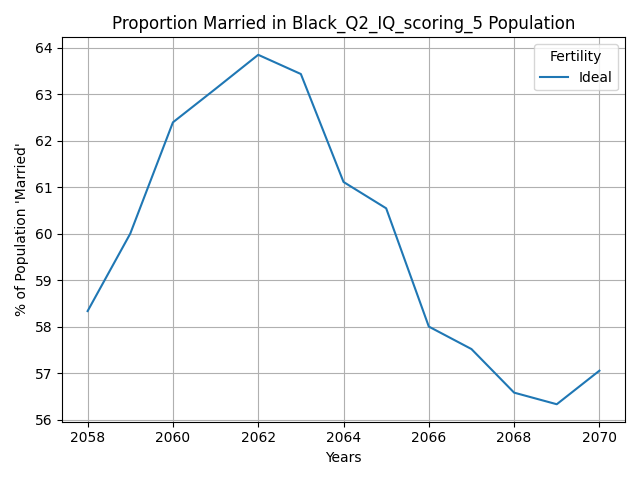 Proportion Married in Black_Q2_IQ_scoring_5 Population
Fertility
Ideal
% of Population 'Married'
64
63
62
61
60
59
58
57
56
2058 2060 2062 2064 2066 2068 2070
Years